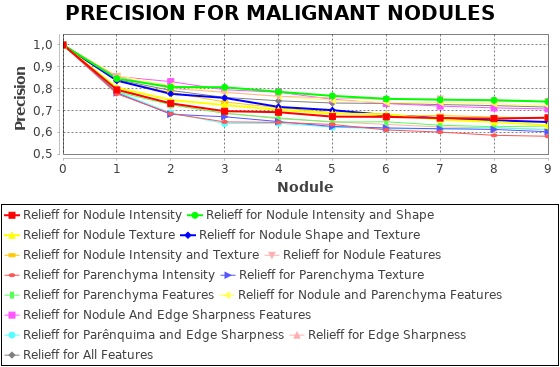 PRECISION FOR MALIGNANT NODULES
1,0
0,9
0,8
0,7
0,6
0,5
Precision
0 1 2 3 4 5 6 7 8 9
Nodule
Relieff for Nodule Intensity Relieff for Nodule Intensity and Shape
Relieff for Nodule Texture Relieff for Nodule Shape and Texture
Relieff for Nodule Intensity and Texture Relieff for Nodule Features
Relieff for Parenchyma Intensity Relieff for Parenchyma Texture
Relieff for Parenchyma Features Relieff for Nodule and Parenchyma Features
Relieff for Nodule And Edge Sharpness Features
Relieff for Parênquima and Edge Sharpness Relieff for Edge Sharpness
Relieff for All Features